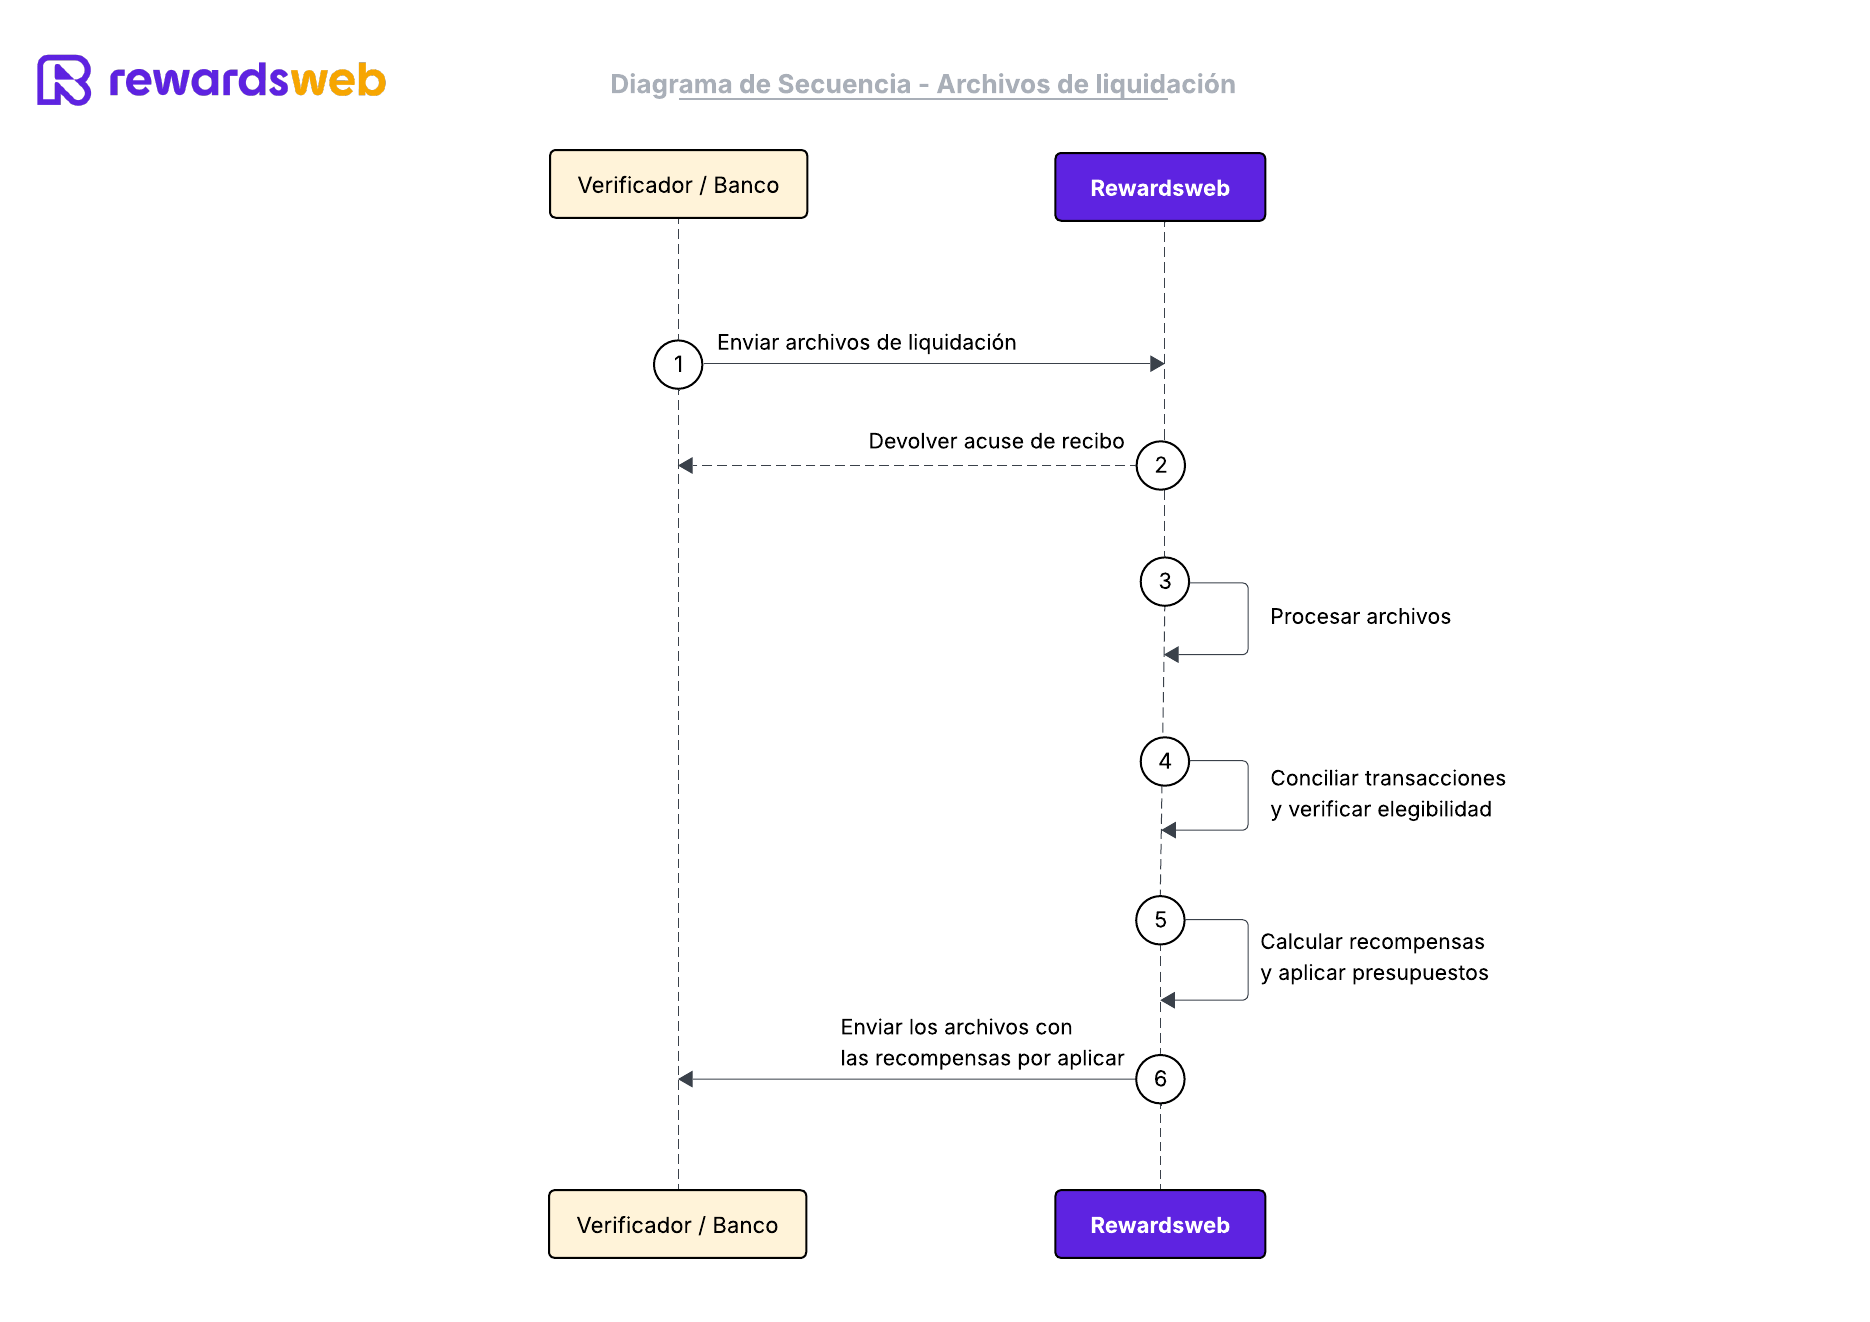 rewardsweb
Diagrama de Secuencia - Archivos de liquidación
Verificador / Banco
Rewardsweb
1
Enviar archivos de liquidación
Devolver acuse de recibo
2
3
Procesar archivos
4
Conciliar transacciones
y verificar elegibilidad
5
Calcular recompensas
y aplicar presupuestos
Enviar los archivos con
las recompensas por aplicar
6
Verificador / Banco
Rewardsweb